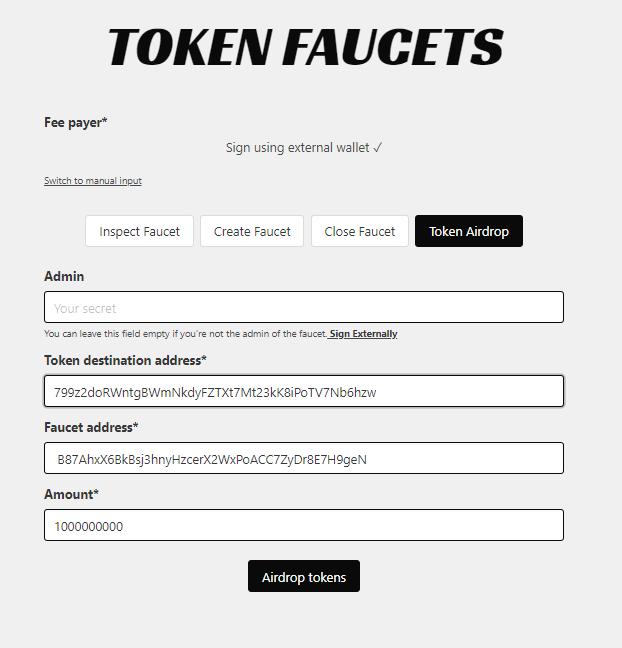 TOKEN FAUCETS
Fee payer*
Sign using external wallet ✓
Switch to manual input
Inspect Faucet Create Faucet Close Faucet Token Airdrop
Admin
Your secret
You can leave this field empty if you're not the admin of the faucet. Sign Externally
Token destination address*
799z2doRWntgBWmNkdyFZTXt7Mt23kK8iPoTV7Nb6hzw
Faucet address*
B87AhxX6BkBsj3hnyHzcerX2WxPoACC7ZyDr8E7H9geN
Amount*
1000000000
Airdrop tokens